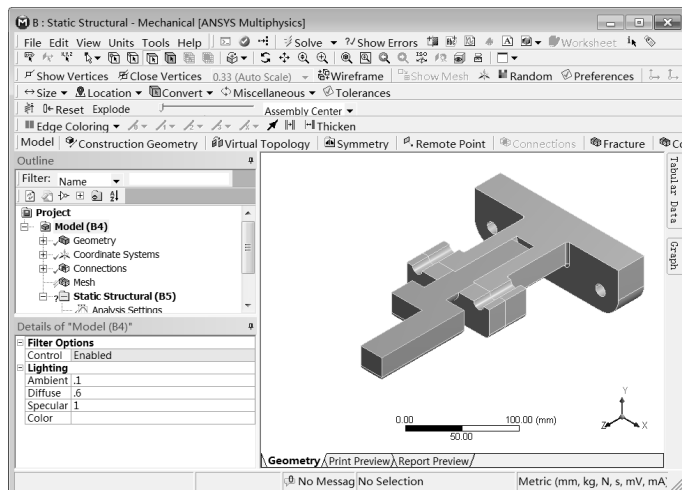 B : Static Structural - Mechanical [ANSYS Multiphysics]
File Edit View Units Tools Help Solve ?/ Show Errors Worksheet
Show Vertices Close Vertices 0.33 (Auto Scale) Wireframe Show Mesh Random Preferences
Size Location Convert Miscellaneous Tolerances
Reset Explode Assembly Center
Edge Coloring Thicken
Model Construction Geometry Virtual Topology Symmetry Remote Point Connections Fracture Co
Outline
Filter: Name
Project
Model (B4)
Geometry
Coordinate Systems
Connections
Mesh
Static Structural (B5)
Analysis Settings
Details of "Model (B4)"
Filter Options
Control Enabled
Lighting
Ambient .1
Diffuse .6
Specular 1
Color
0.00 100.00 (mm)
50.00
Y
Z X
Geometry Print Preview Report Preview
Tabular Data
Graph
0 No Messag No Selection Metric (mm, kg, N, s, mV, mA)